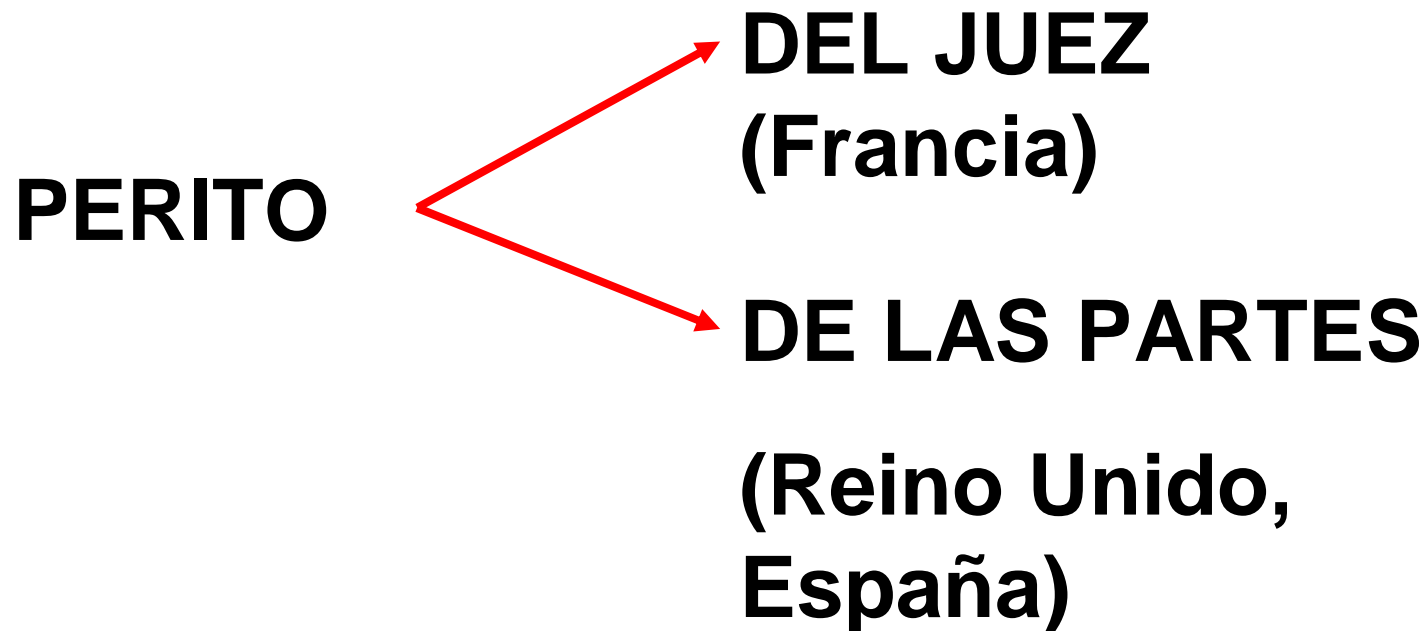 PERITO
DEL JUEZ
(Francia)
DE LAS PARTES
(Reino Unido,
España)